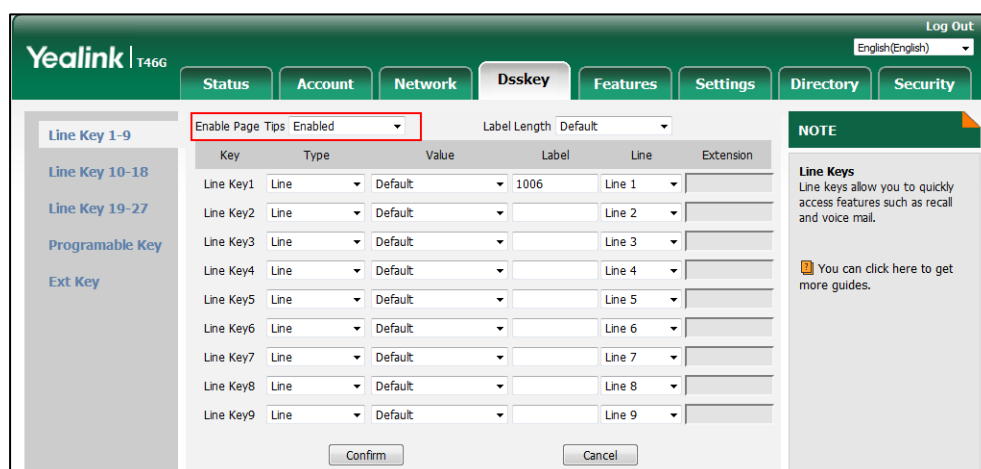 Log Out
Yealink T46G
English(English)
Status Account Network Dsskey Features Settings Directory Security
Line Key 1-9
Line Key 10-18
Line Key 19-27
Programable Key
Ext Key
Enable Page Tips Enabled Label Length Default
Key Type Value Label Line Extension
Line Key1 Line Default 1006 Line 1
Line Key2 Line Default Line 2
Line Key3 Line Default Line 3
Line Key4 Line Default Line 4
Line Key5 Line Default Line 5
Line Key6 Line Default Line 6
Line Key7 Line Default Line 7
Line Key8 Line Default Line 8
Line Key9 Line Default Line 9
Confirm Cancel
NOTE
Line Keys
Line keys allow you to quickly
access features such as recall
and voice mail.
? You can click here to get
more guides.